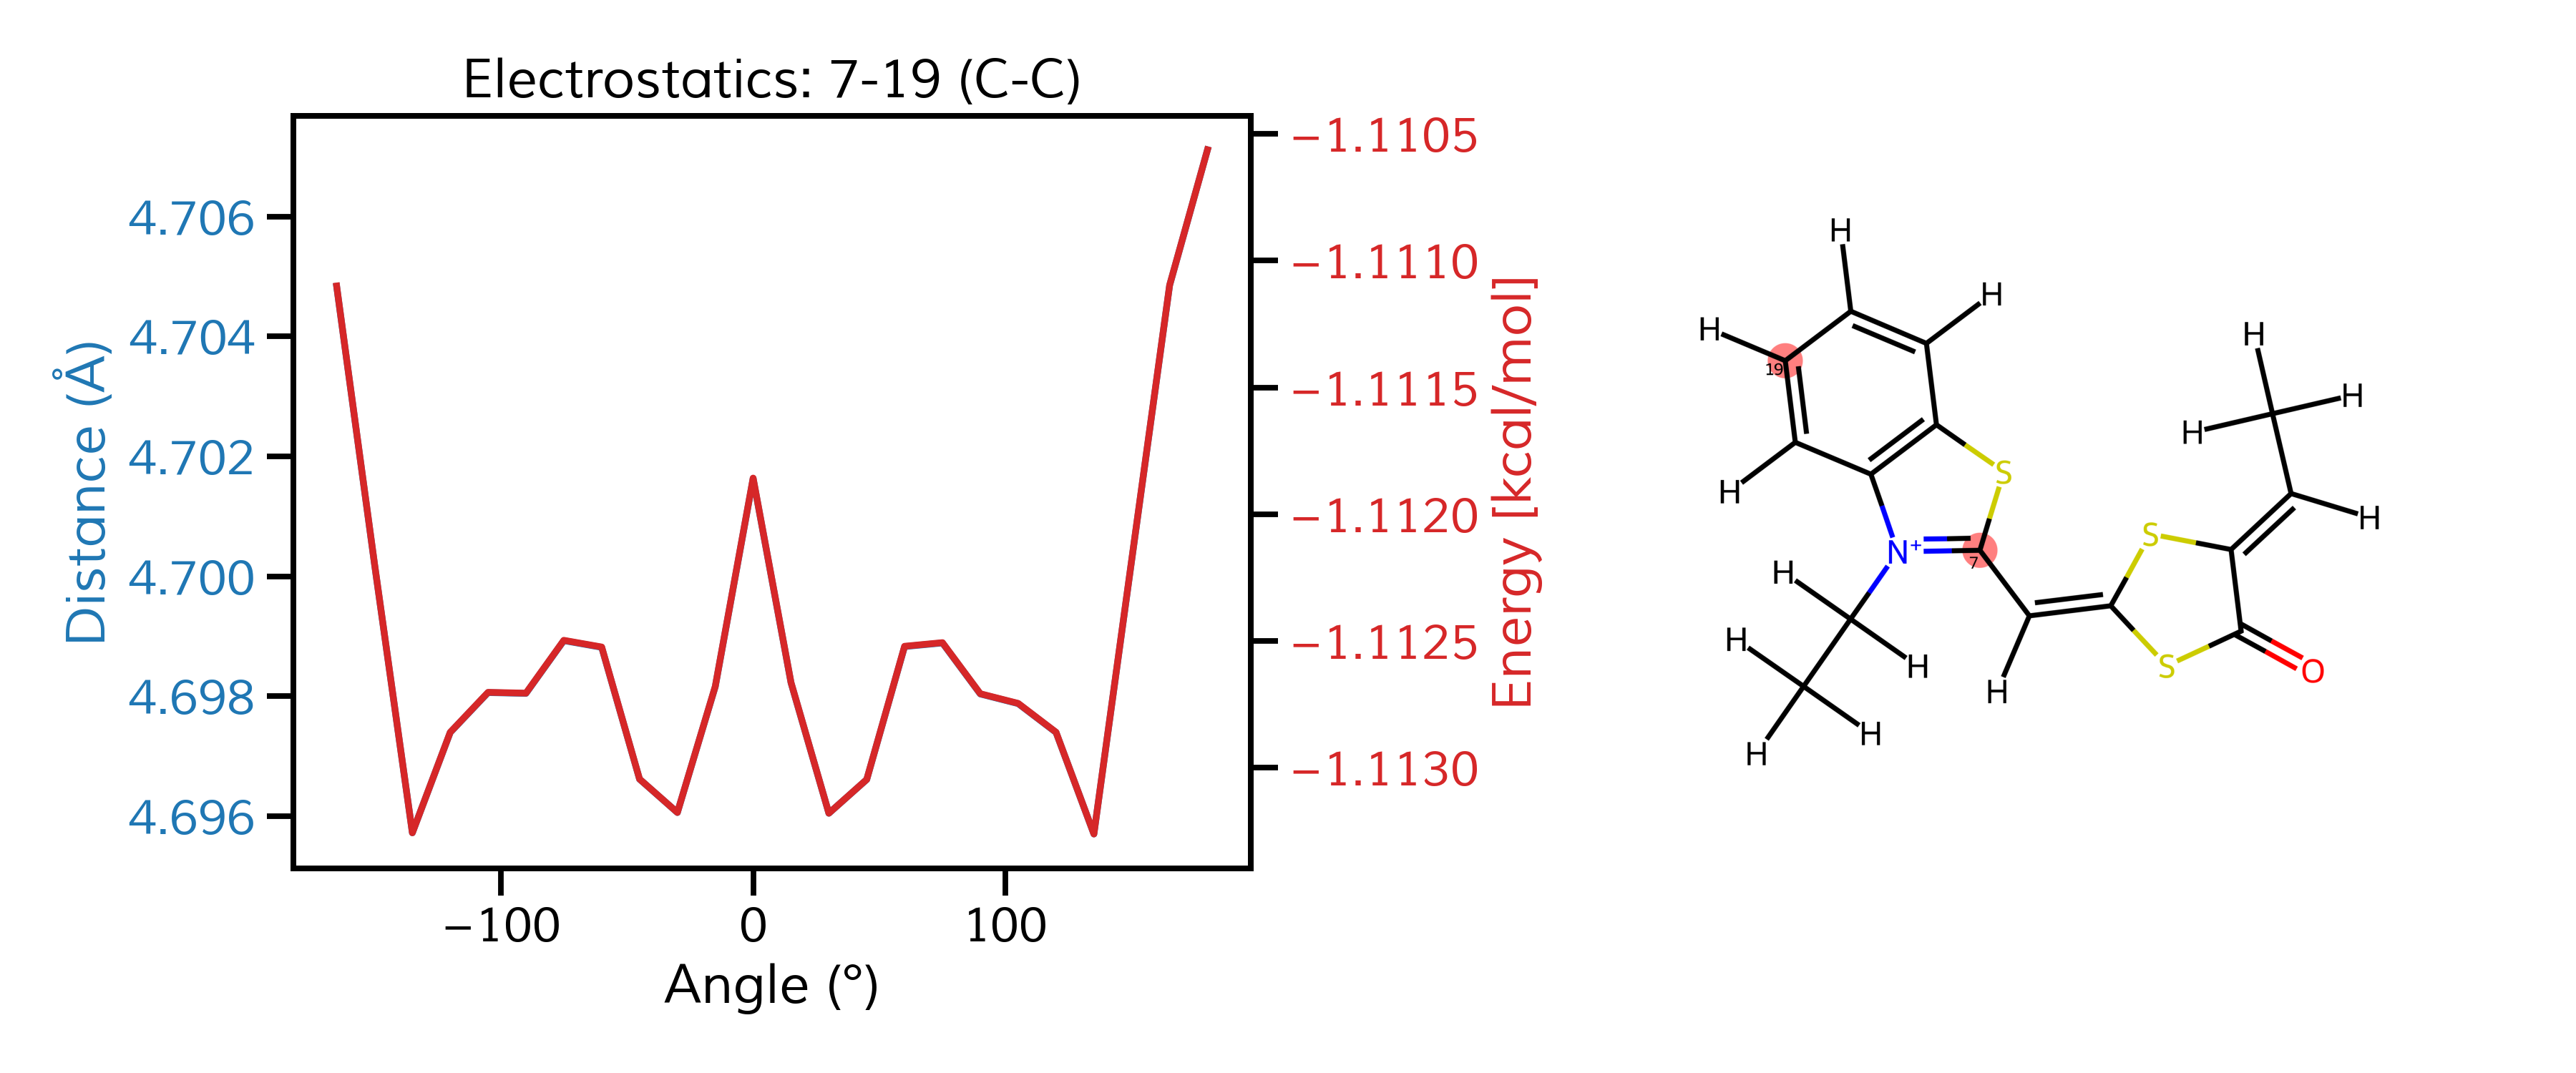 Electrostatics: 7-19 (C-C)
Distance (Å)
4.706
4.704
4.702
4.700
4.698
4.696
−1.1105
−1.1110
−1.1115
−1.1120
−1.1125
−1.1130
Energy [kcal/mol]
−100
0
100
Angle (°)
H
H
H
H
H
H
19
H
H
S
H
S
N+
7
H
H
H
S
O
H
H
H
H